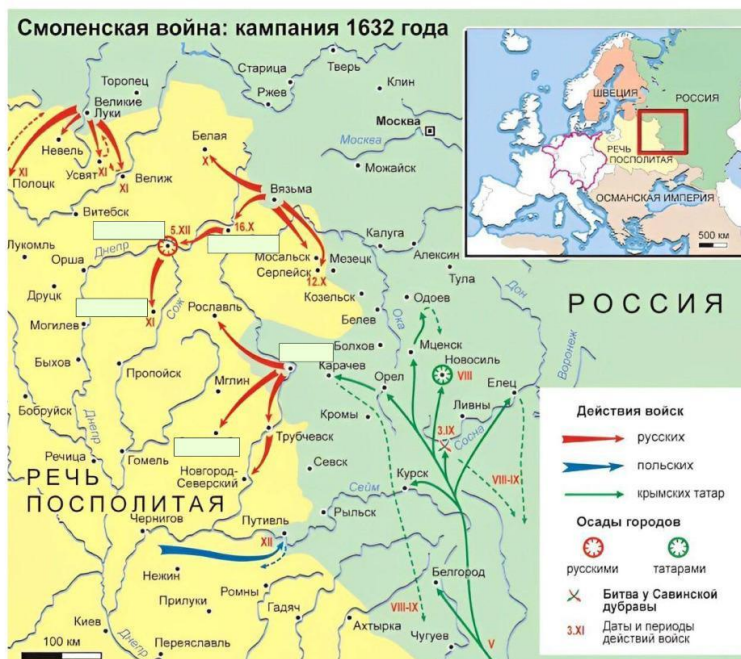 Смоленская война: кампания 1632 года
Тверь
Старица
Клин
Торопец
Ржев
Великие
Луки
Москва
Белая
Москва
Невель
X
Усвят
XI
XI
Можайск
XI
Велиж
Полоцк
Вязьма
Витебск
5.XII
16.X
Калуга
Лукомль
Днепр
Мосальск
Мезецк
Алексин
Орша
Серпейск
12.X
Тула
Друцк
Козельск
Одоев
Дон
XI
Сож
Рославль
Белев
Ока
Могилев
Мценск
Болхов
Новосиль
Воронеж
Быхов
Карачев
VIII
Пропойск
Мглин
Орел
Елец
Бобруйск
Кромы
Ливны
Днепр
Трубчевск
3.IX
Сосна
Речица
Гомель
Севск
Новгород-
Северский
Курск
VIII-IX
РЕЧЬ
ПОСПОЛИТАЯ
Сейм
Чернигов
Путивль
Рыльск
XII
Нежин
Белгород
Ромны
Прилуки
Гадяч
VIII-IX
Киев
Ахтырка
V
Днепр
Переяславль
Чугуев
100 км
РОССИЯ
ШВЕЦИЯ
РОССИЯ
РЕЧЬ
ПОСПОЛИТАЯ
ОСМАНСКАЯ ИМПЕРИЯ
500 км
Действия войск
русских
польских
крымских татар
Осады городов
русскими
татарами
Битва у Савинской
дубравы
3.XI
Даты и периоды
действий войск